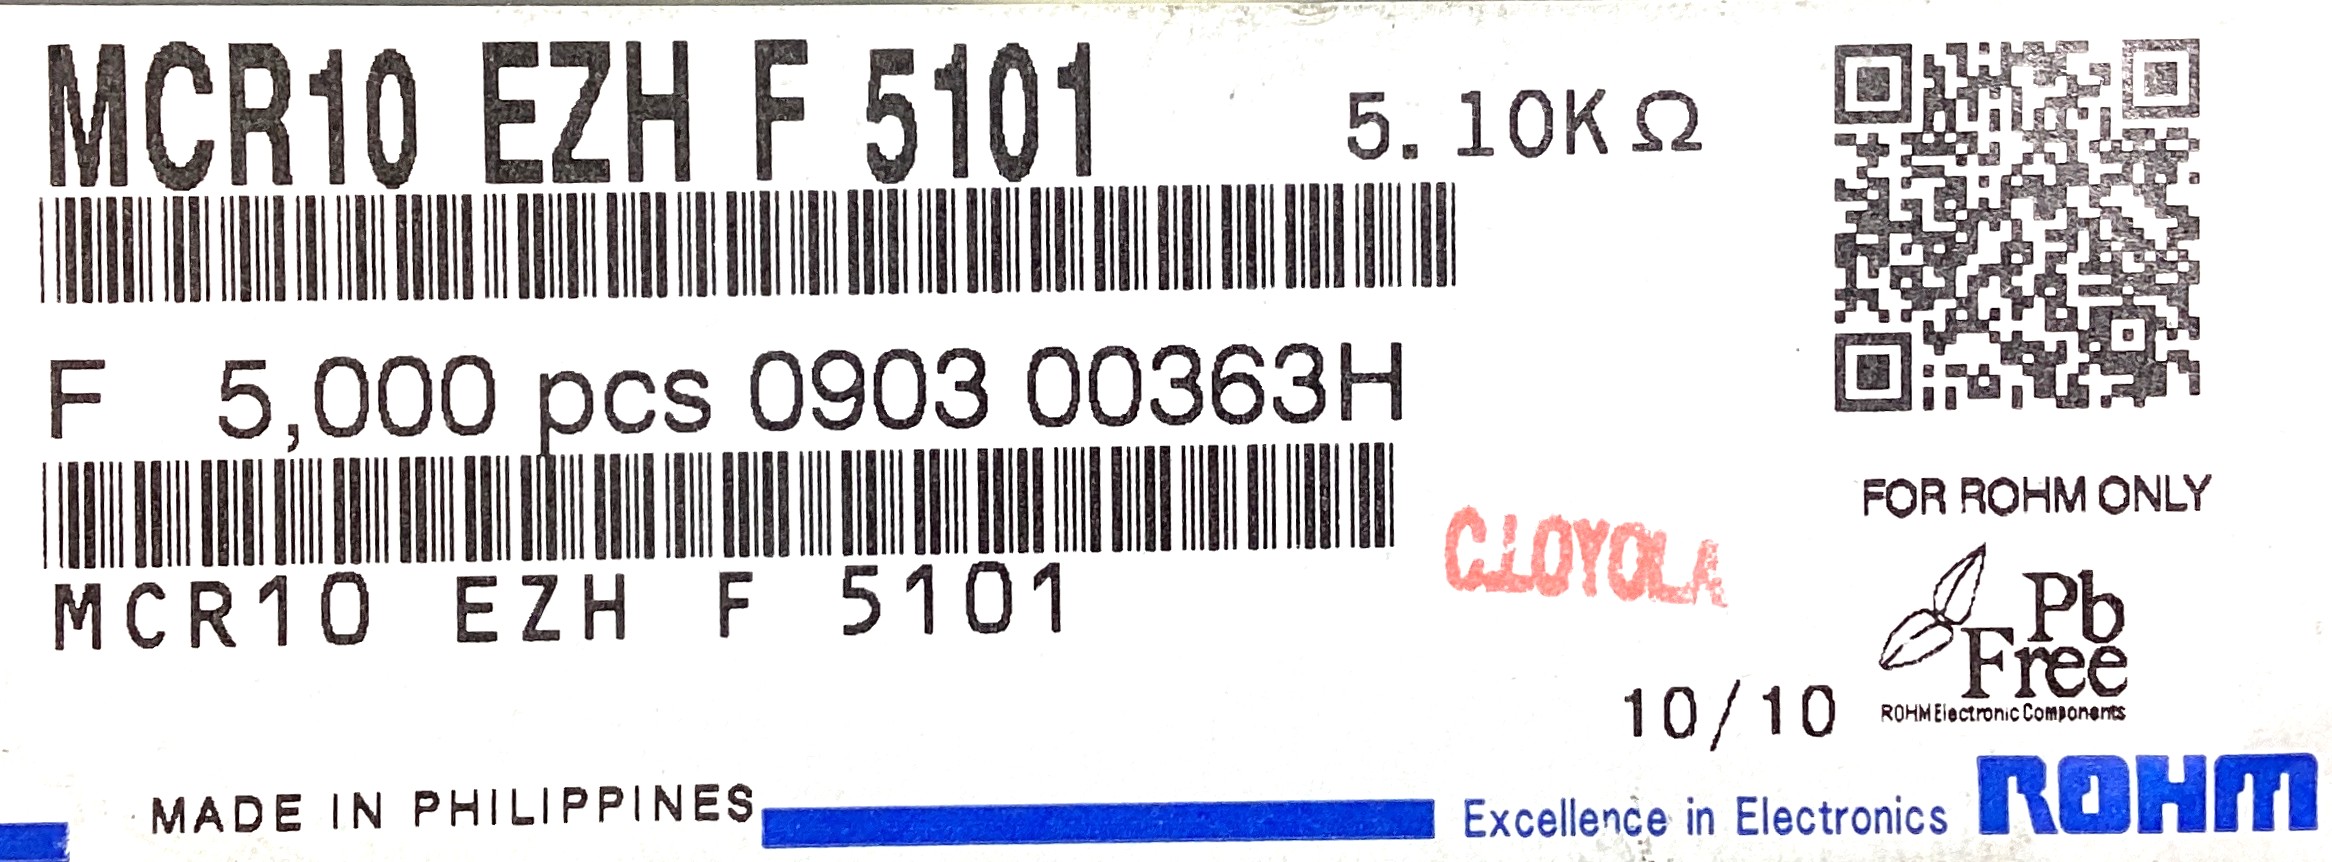 MCR10 EZH F 5101 5.10KΩ
F 5,000 pcs 0903 00363H
MCR10 EZH F 5101
FOR ROHM ONLY
C.LOYOLA
Pb
Free
ROHM Electronic Components
10/10
MADE IN PHILIPPINES
Excellence in Electronics
ROHM